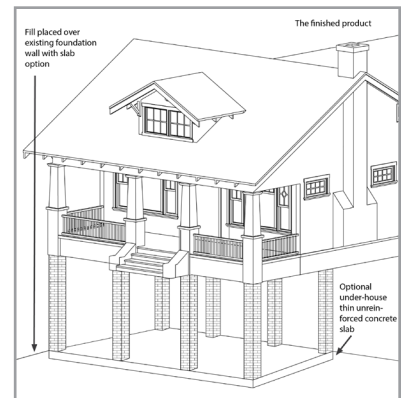 Fill placed over
existing foundation
wall with slab
option
The finished product
Optional
under-house
thin unrein-
forced concrete
slab